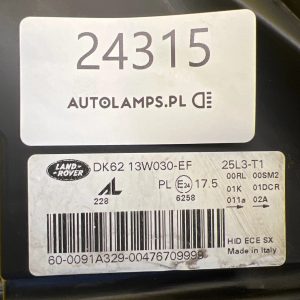 24315
AUTOLAMPS.PL
LAND-
ROVER
DK62 13W030-EF 25L3-T1
AL
228
PL E24 17.5
6258
00RL 00SM2
01K 01DCR
011a 02A
HID ECE SX
Made in Italy
60-0091A329-00476709998